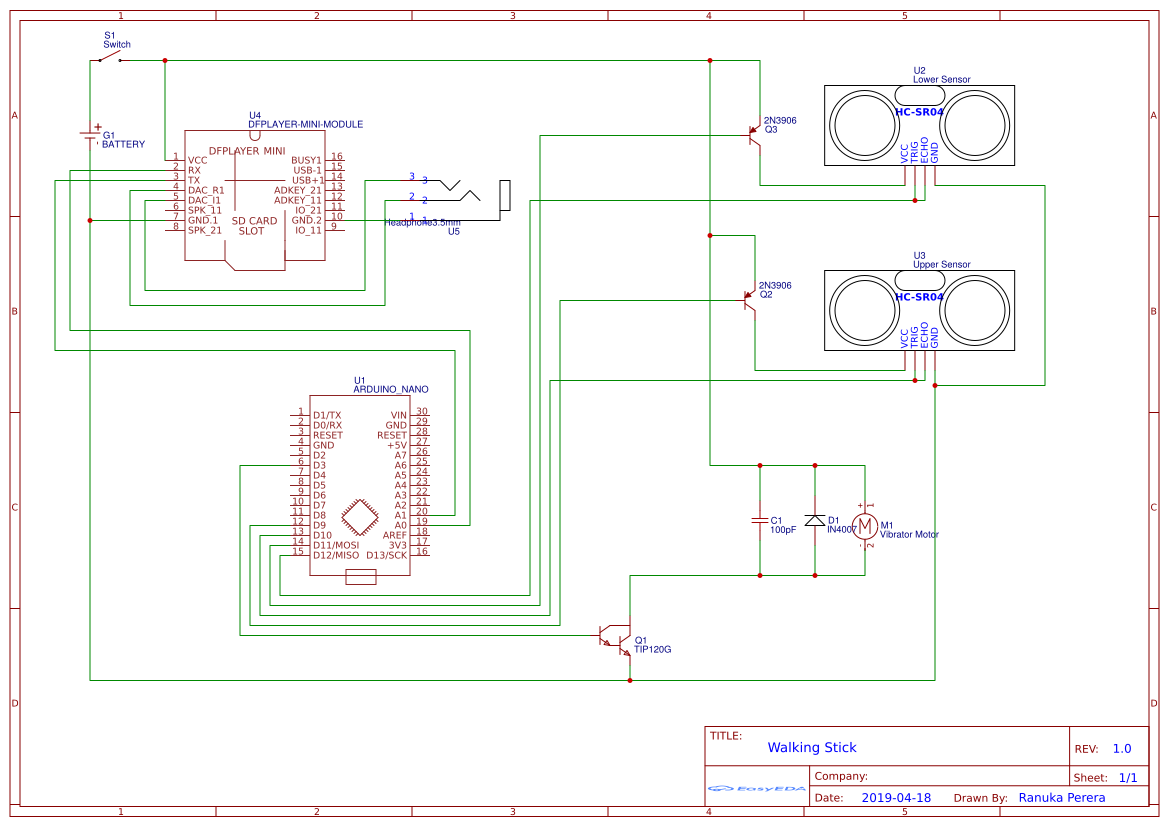 1 2 3 4 5
A A
B B
C C
D D
1 2 3 4 5
S1
Switch
+
G1
BATTERY
U4
DFPLAYER-MINI-MODULE
DFPLAYER MINI
1 VCC BUSY1 16
2 RX USB-1 15
3 TX USB+1 14
4 DAC_R1 ADKEY_21 13
5 DAC_I1 ADKEY_11 12
6 SPK_11 IO_21 11
7 GND.1 GND.2 10
8 SPK_21 IO_11 9
SD CARD
SLOT
3 3
2 2
1 1
Headphone3.5mm
U5
2N3906
Q3
U2
Lower Sensor
HC-SR04
VCC
TRIG
ECHO
GND
2N3906
Q2
U3
Upper Sensor
HC-SR04
VCC
TRIG
ECHO
GND
U1
ARDUINO_NANO
1 D1/TX VIN 30
2 D0/RX GND 29
3 RESET RESET 28
4 GND +5V 27
5 D2 A7 26
6 D3 A6 25
7 D4 A5 24
8 D5 A4 23
9 D6 A3 22
10 D7 A2 21
11 D8 A1 20
12 D9 A0 19
13 D10 AREF 18
14 D11/MOSI 3V3 17
15 D12/MISO D13/SCK 16
C1
100pF
D1
IN4007
+ 1
M
- 2
M1
Vibrator Motor
Q1
TIP120G
TITLE:
Walking Stick
REV: 1.0
Company:
Sheet: 1/1
EasyEDA
Date: 2019-04-18 Drawn By: Ranuka Perera